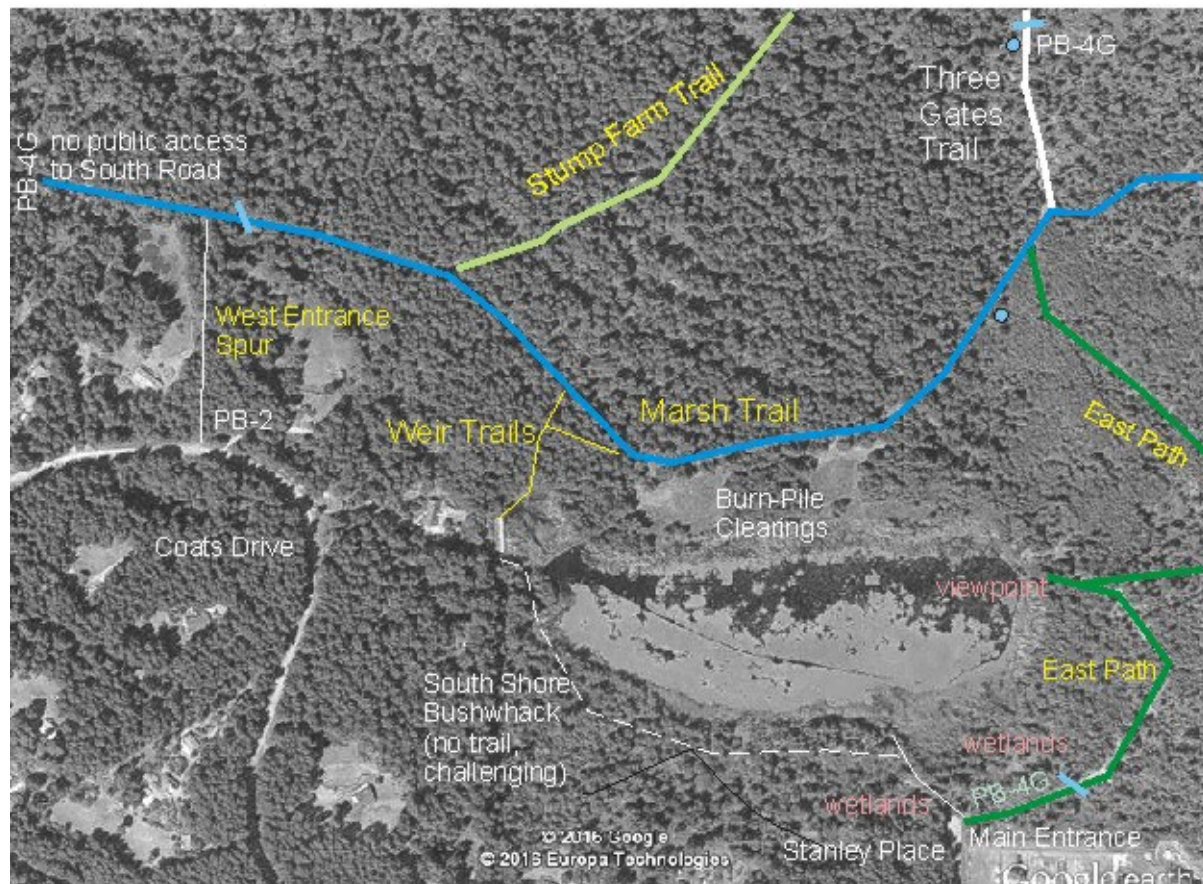 PB-4G
no public access
to South Road
Stump Farm Trail
PB-4G
Three
Gates
Trail
West Entrance
Spur
PB-2
Weir Trails
Marsh Trail
East Path
Burn-Pile
Clearings
Coats Drive
viewpoint
East Path
South Shore
Bushwhack
(no trail,
challenging)
wetlands
PB-4G
wetlands
Main Entrance
Stanley Place
© 2016 Google
© 2016 Europa Technologies
Google earth